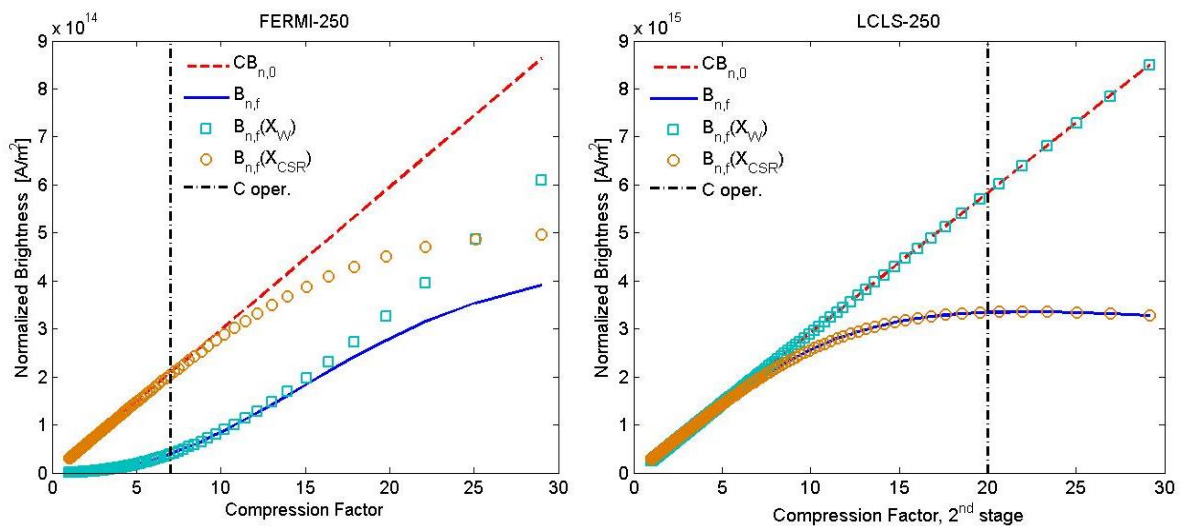 FERMI-250
x 10^14
9
8
7
6
5
4
3
2
1
0
Normalized Brightness [A/m²]
CB_n,0
B_n,f
B_n,f(X_W)
B_n,f(X_CSR)
C oper.
0 5 10 15 20 25 30
Compression Factor
LCLS-250
x 10^15
9
8
7
6
5
4
3
2
1
0
Normalized Brightness [A/m²]
CB_n,0
B_n,f
B_n,f(X_W)
B_n,f(X_CSR)
C oper.
0 5 10 15 20 25 30
Compression Factor, 2^nd stage